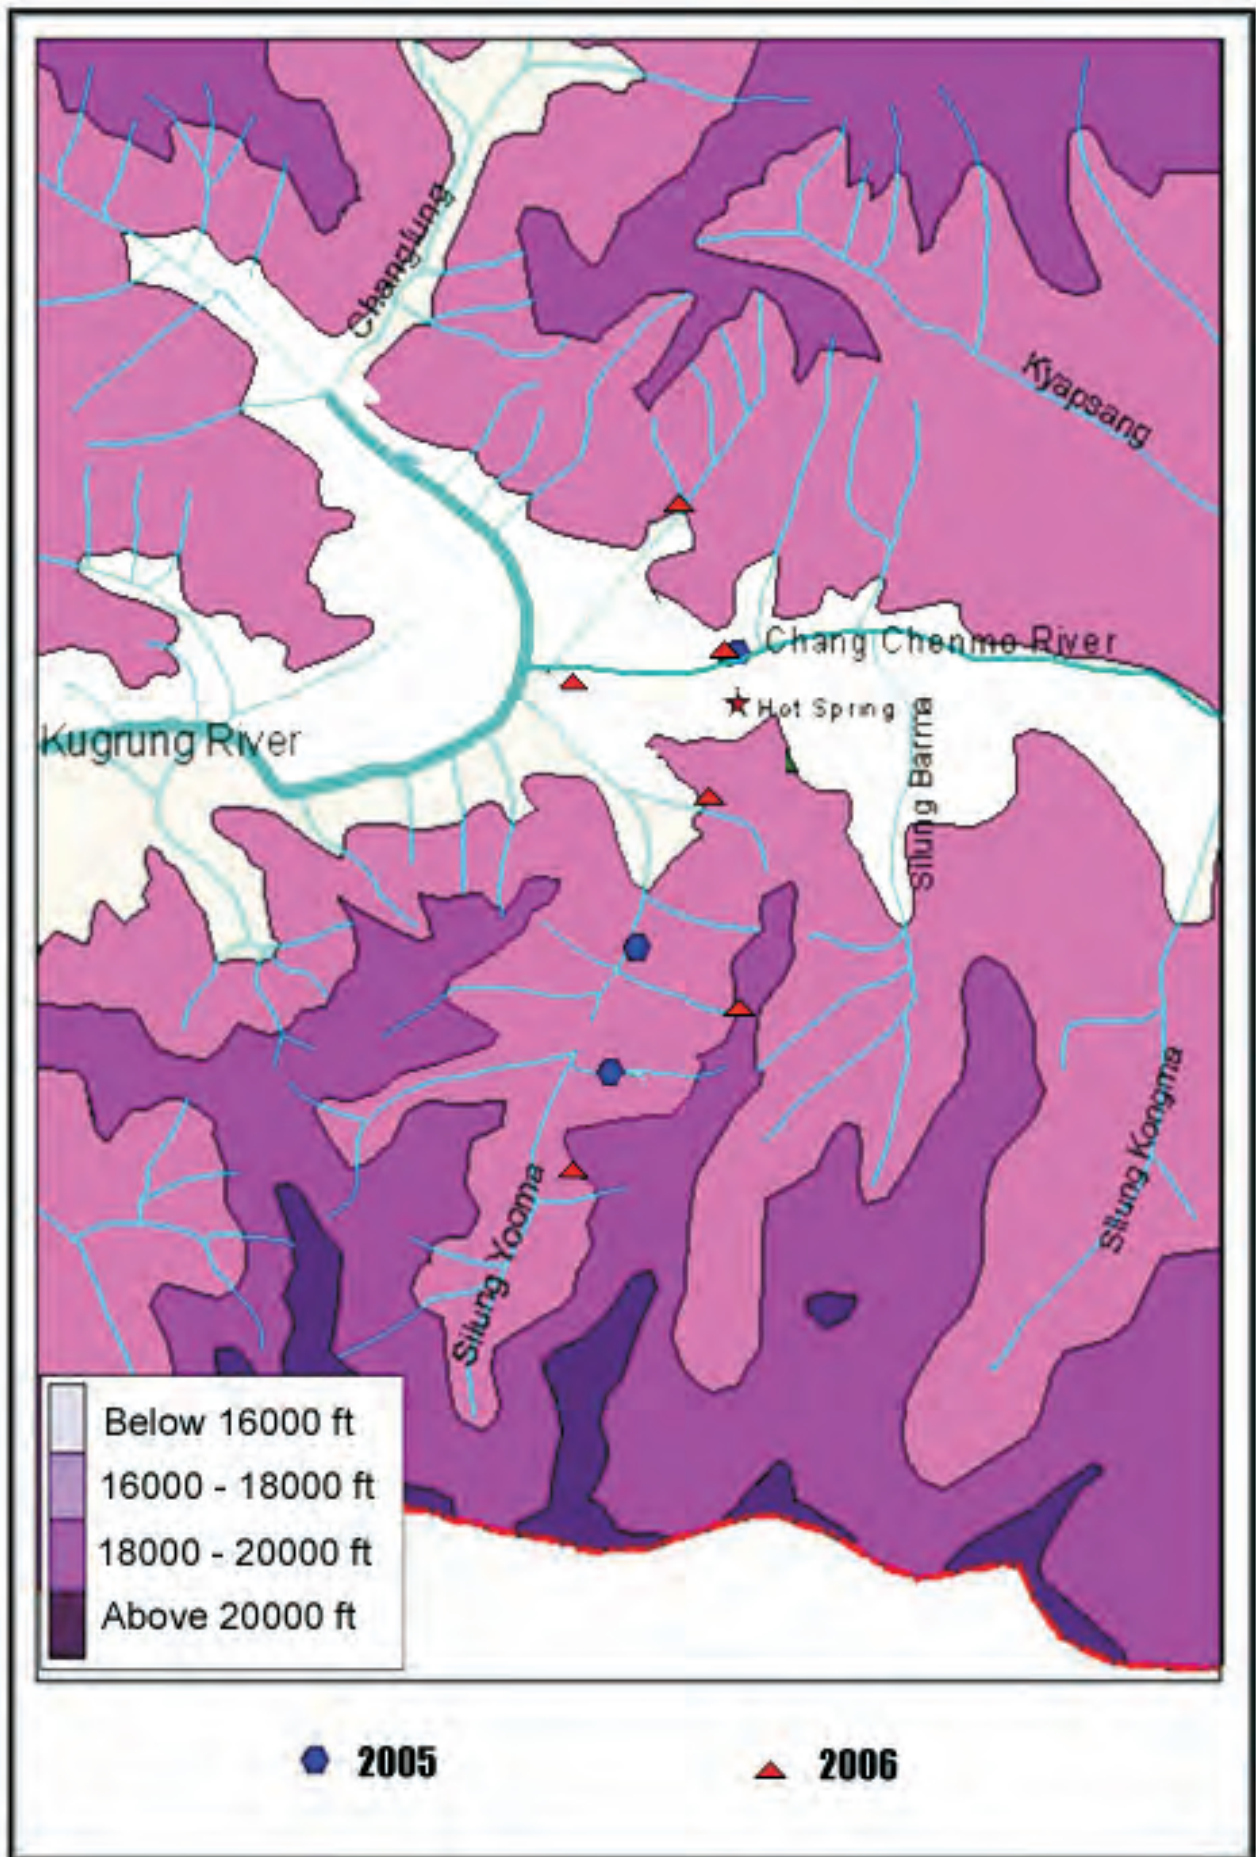 Changlung
Kyapsang
Chang Chenmo River
Hot Spring
Kugrung River
Silung Barma
Silung Kongma
Silung Yooma
Below 16000 ft
16000 - 18000 ft
18000 - 20000 ft
Above 20000 ft
2005
2006